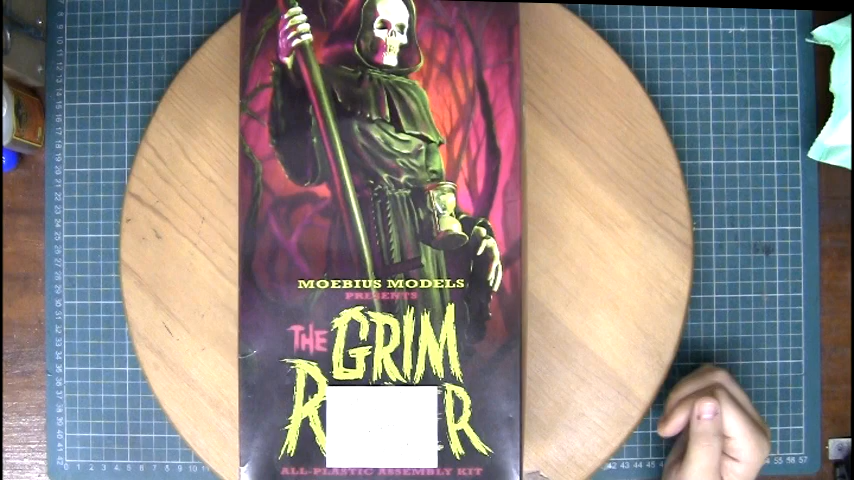 MOEBIUS MODELS
PRESENTS
THE GRIM
R R
ALL-PLASTIC ASSEMBLY KIT